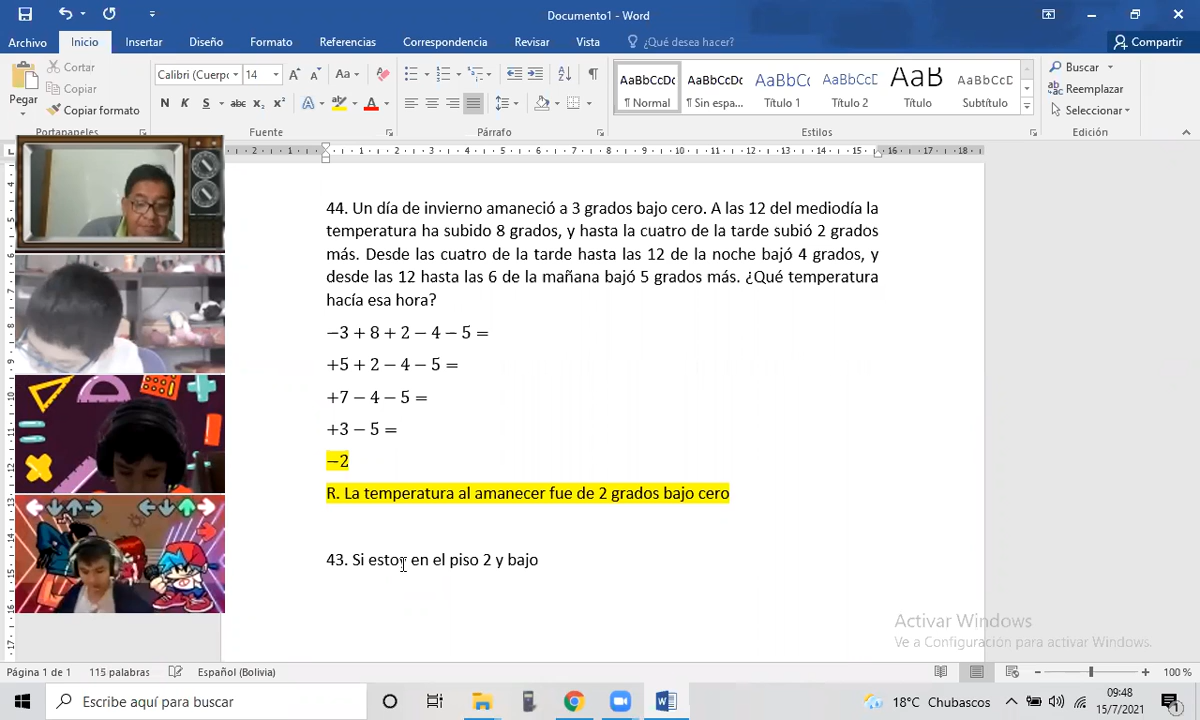 Documento1 - Word
Archivo Inicio Insertar Diseño Formato Referencias Correspondencia Revisar Vista ¿Qué desea hacer? Compartir
Pegar
Cortar
Copiar
Copiar formato
Portapapeles
Calibri (Cuerpo 14
N K S abc x₂ x²
Fuente
Párrafo
AaBbCcDc AaBbCcDc AaBbCc AaBbCcD AaB AaBbCcD
¶ Normal ¶ Sin espa... Título 1 Título 2 Título Subtítulo
Estilos
Buscar
Reemplazar
Seleccionar
Edición
44. Un día de invierno amaneció a 3 grados bajo cero. A las 12 del mediodía la
temperatura ha subido 8 grados, y hasta la cuatro de la tarde subió 2 grados
más. Desde las cuatro de la tarde hasta las 12 de la noche bajó 4 grados, y
desde las 12 hasta las 6 de la mañana bajó 5 grados más. ¿Qué temperatura
hacía esa hora?
−3 + 8 + 2 − 4 − 5 =
+5 + 2 − 4 − 5 =
+7 − 4 − 5 =
+3 − 5 =
−2
R. La temperatura al amanecer fue de 2 grados bajo cero
43. Si estoy en el piso 2 y bajo
Activar Windows
Ve a Configuración para activar Windows.
Página 1 de 1 115 palabras Español (Bolivia) 100 %
Escribe aquí para buscar
18°C Chubascos
09:48
15/7/2021